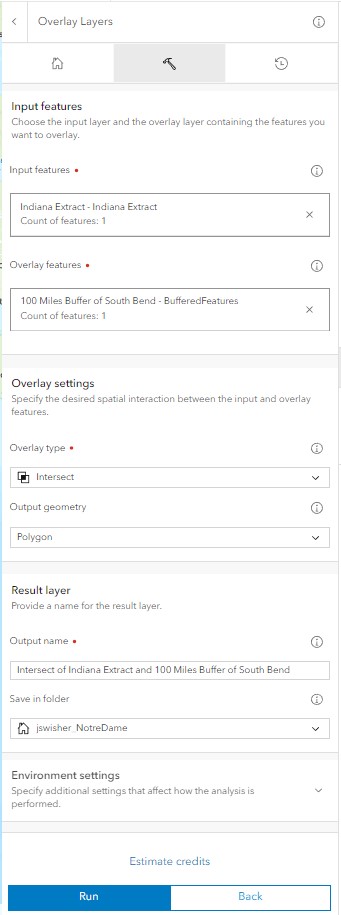 Overlay Layers
Input features
Choose the input layer and the overlay layer containing the features you
want to overlay.
Input features •
Indiana Extract - Indiana Extract
Count of features: 1
Overlay features •
100 Miles Buffer of South Bend - BufferedFeatures
Count of features: 1
Overlay settings
Specify the desired spatial interaction between the input and overlay
features.
Overlay type •
Intersect
Output geometry
Polygon
Result layer
Provide a name for the result layer.
Output name •
Intersect of Indiana Extract and 100 Miles Buffer of South Bend
Save in folder
jswisher_NotreDame
Environment settings
Specify additional settings that affect how the analysis is
performed.
Estimate credits
Run Back